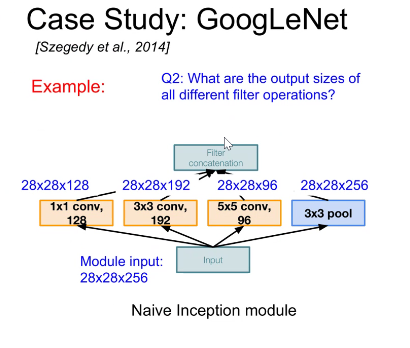 Case Study: GoogLeNet
[Szegedy et al., 2014]
Example:
Q2: What are the output sizes of
all different filter operations?
Filter
concatenation
28x28x128
28x28x192
28x28x96
28x28x256
1x1 conv,
128
3x3 conv,
192
5x5 conv,
96
3x3 pool
Module input:
28x28x256
Input
Naive Inception module